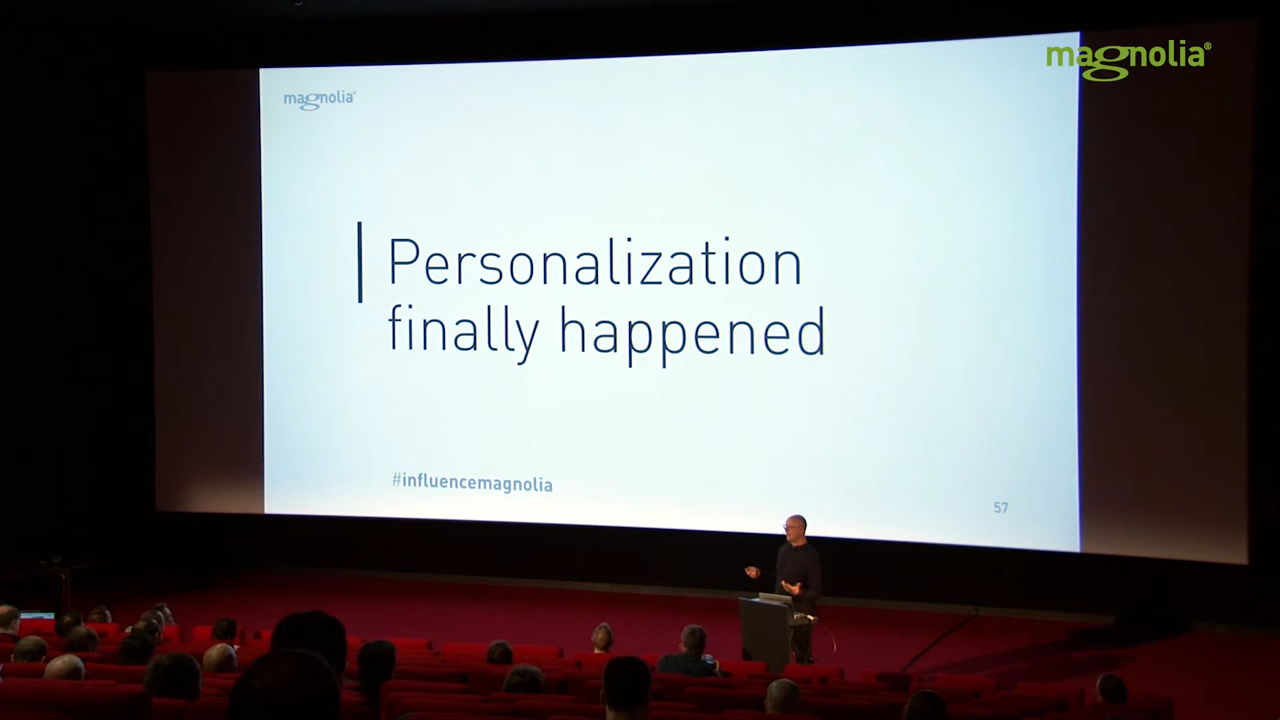 magnolia®
magnolia®
Personalization
finally happened
#influencemagnolia
57